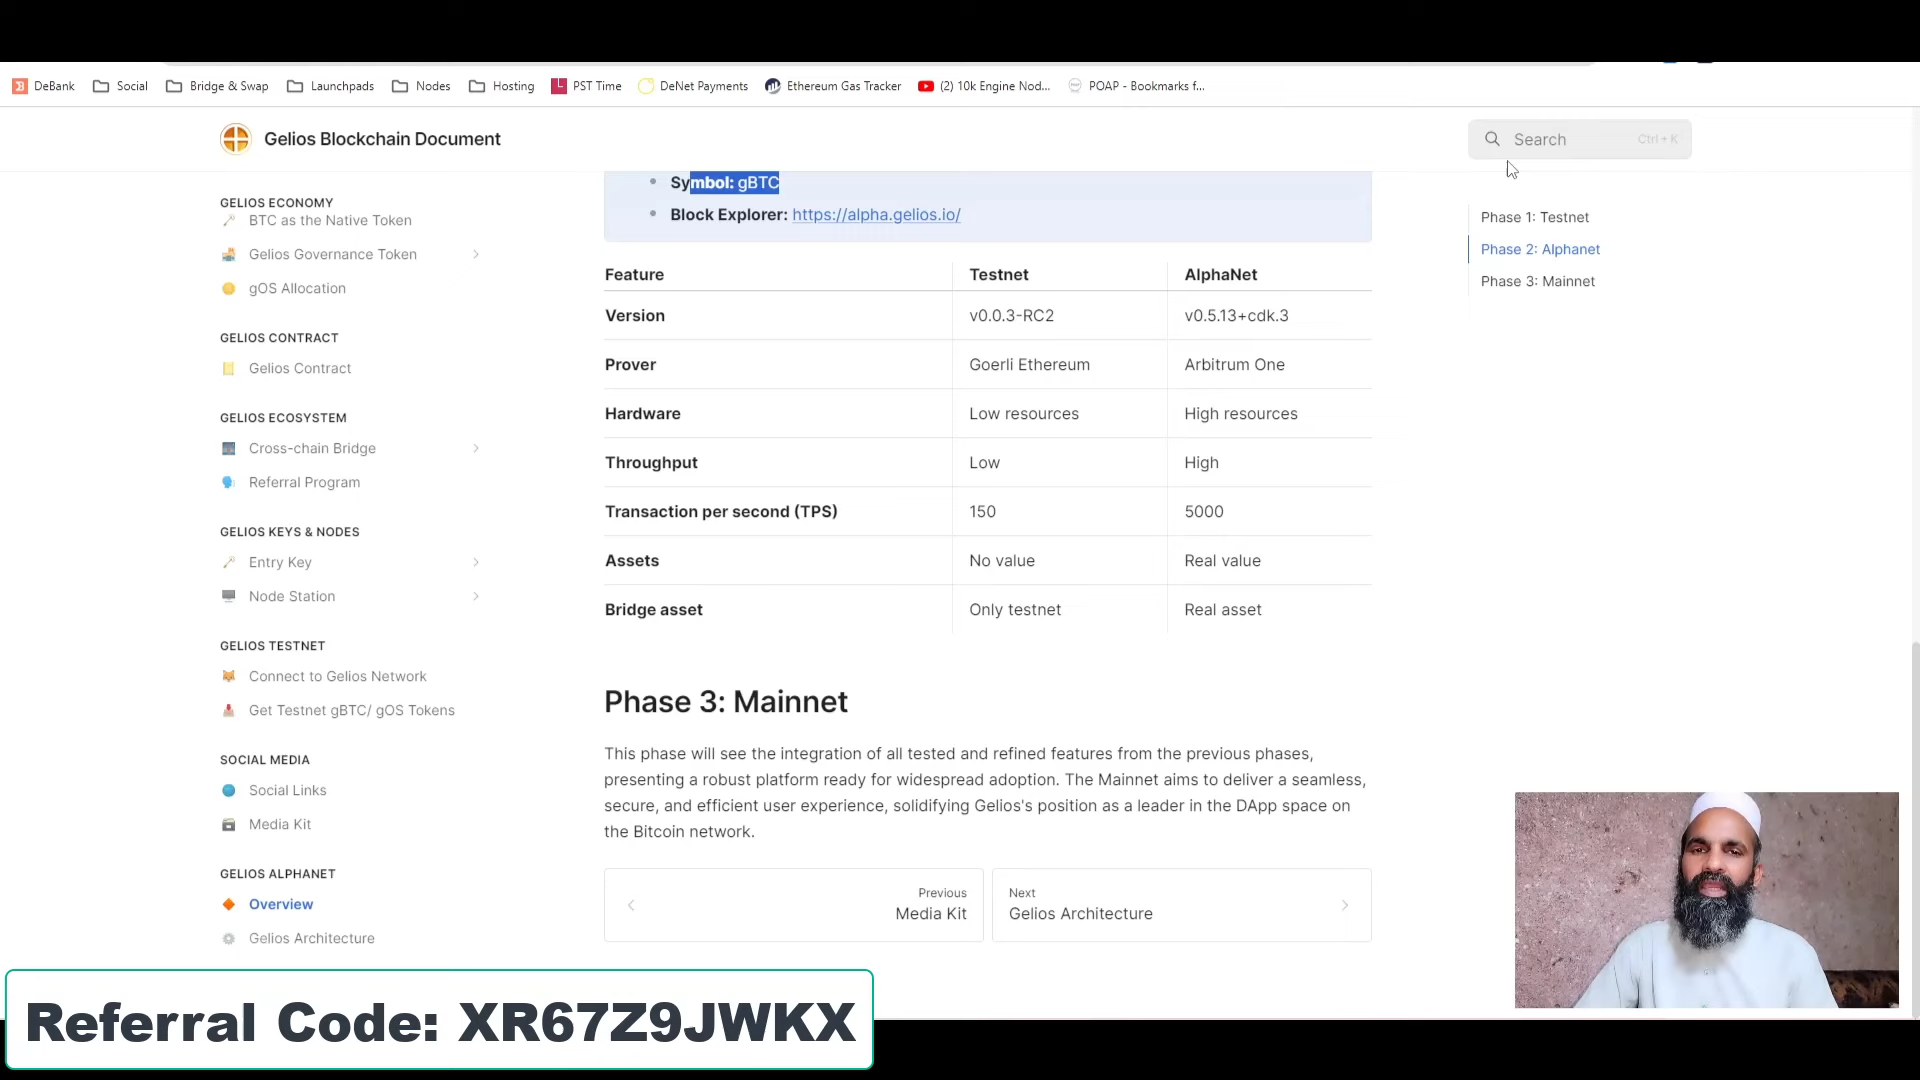 DeBank Social Bridge & Swap Launchpads Nodes Hosting PST Time DeNet Payments Ethereum Gas Tracker (2) 10k Engine Nod... POAP - Bookmarks f...
Gelios Blockchain Document
Search Ctrl + K
GELIOS ECONOMY
BTC as the Native Token
Gelios Governance Token
gOS Allocation
GELIOS CONTRACT
Gelios Contract
GELIOS ECOSYSTEM
Cross-chain Bridge
Referral Program
GELIOS KEYS & NODES
Entry Key
Node Station
GELIOS TESTNET
Connect to Gelios Network
Get Testnet gBTC/ gOS Tokens
SOCIAL MEDIA
Social Links
Media Kit
GELIOS ALPHANET
Overview
Gelios Architecture
Symbol: gBTC
Block Explorer: https://alpha.gelios.io/
Feature Testnet AlphaNet
Version v0.0.3-RC2 v0.5.13+cdk.3
Prover Goerli Ethereum Arbitrum One
Hardware Low resources High resources
Throughput Low High
Transaction per second (TPS) 150 5000
Assets No value Real value
Bridge asset Only testnet Real asset
Phase 3: Mainnet
This phase will see the integration of all tested and refined features from the previous phases,
presenting a robust platform ready for widespread adoption. The Mainnet aims to deliver a seamless,
secure, and efficient user experience, solidifying Gelios's position as a leader in the DApp space on
the Bitcoin network.
Previous
Media Kit
Next
Gelios Architecture
Phase 1: Testnet
Phase 2: Alphanet
Phase 3: Mainnet
Referral Code: XR67Z9JWKX